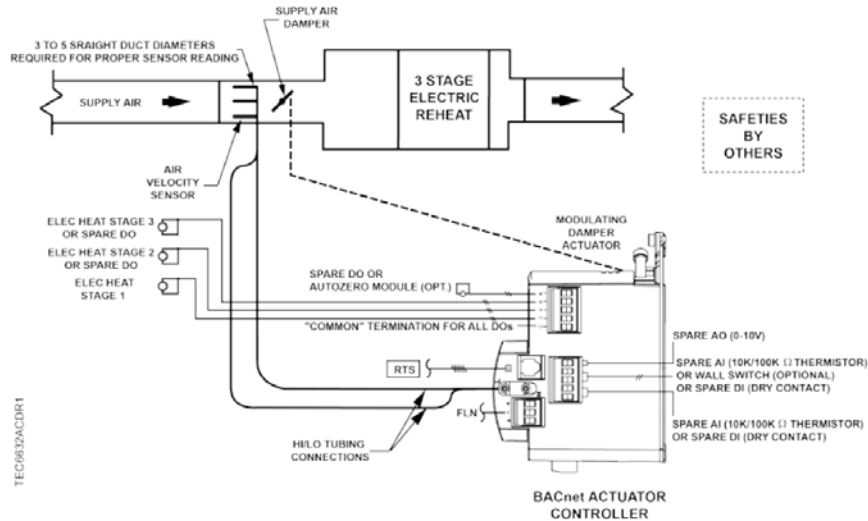 SUPPLY AIR
DAMPER
3 TO 5 SRAIGHT DUCT DIAMETERS
REQUIRED FOR PROPER SENSOR READING
SUPPLY AIR
3 STAGE
ELECTRIC
REHEAT
SAFETIES
BY
OTHERS
AIR
VELOCITY
SENSOR
ELEC HEAT STAGE 3
OR SPARE DO
ELEC HEAT STAGE 2
OR SPARE DO
ELEC HEAT
STAGE 1
MODULATING
DAMPER
ACTUATOR
SPARE DO OR
AUTOZERO MODULE (OPT.)
"COMMON" TERMINATION FOR ALL DOs
SPARE AO (0-10V)
RTS
SPARE AI (10K/100K Ω THERMISTOR)
OR WALL SWITCH (OPTIONAL)
OR SPARE DI (DRY CONTACT)
FLN
SPARE AI (10K/100K Ω THERMISTOR)
OR SPARE DI (DRY CONTACT)
HI/LO TUBING
CONNECTIONS
TEC6632ACDR1
BACnet ACTUATOR
CONTROLLER